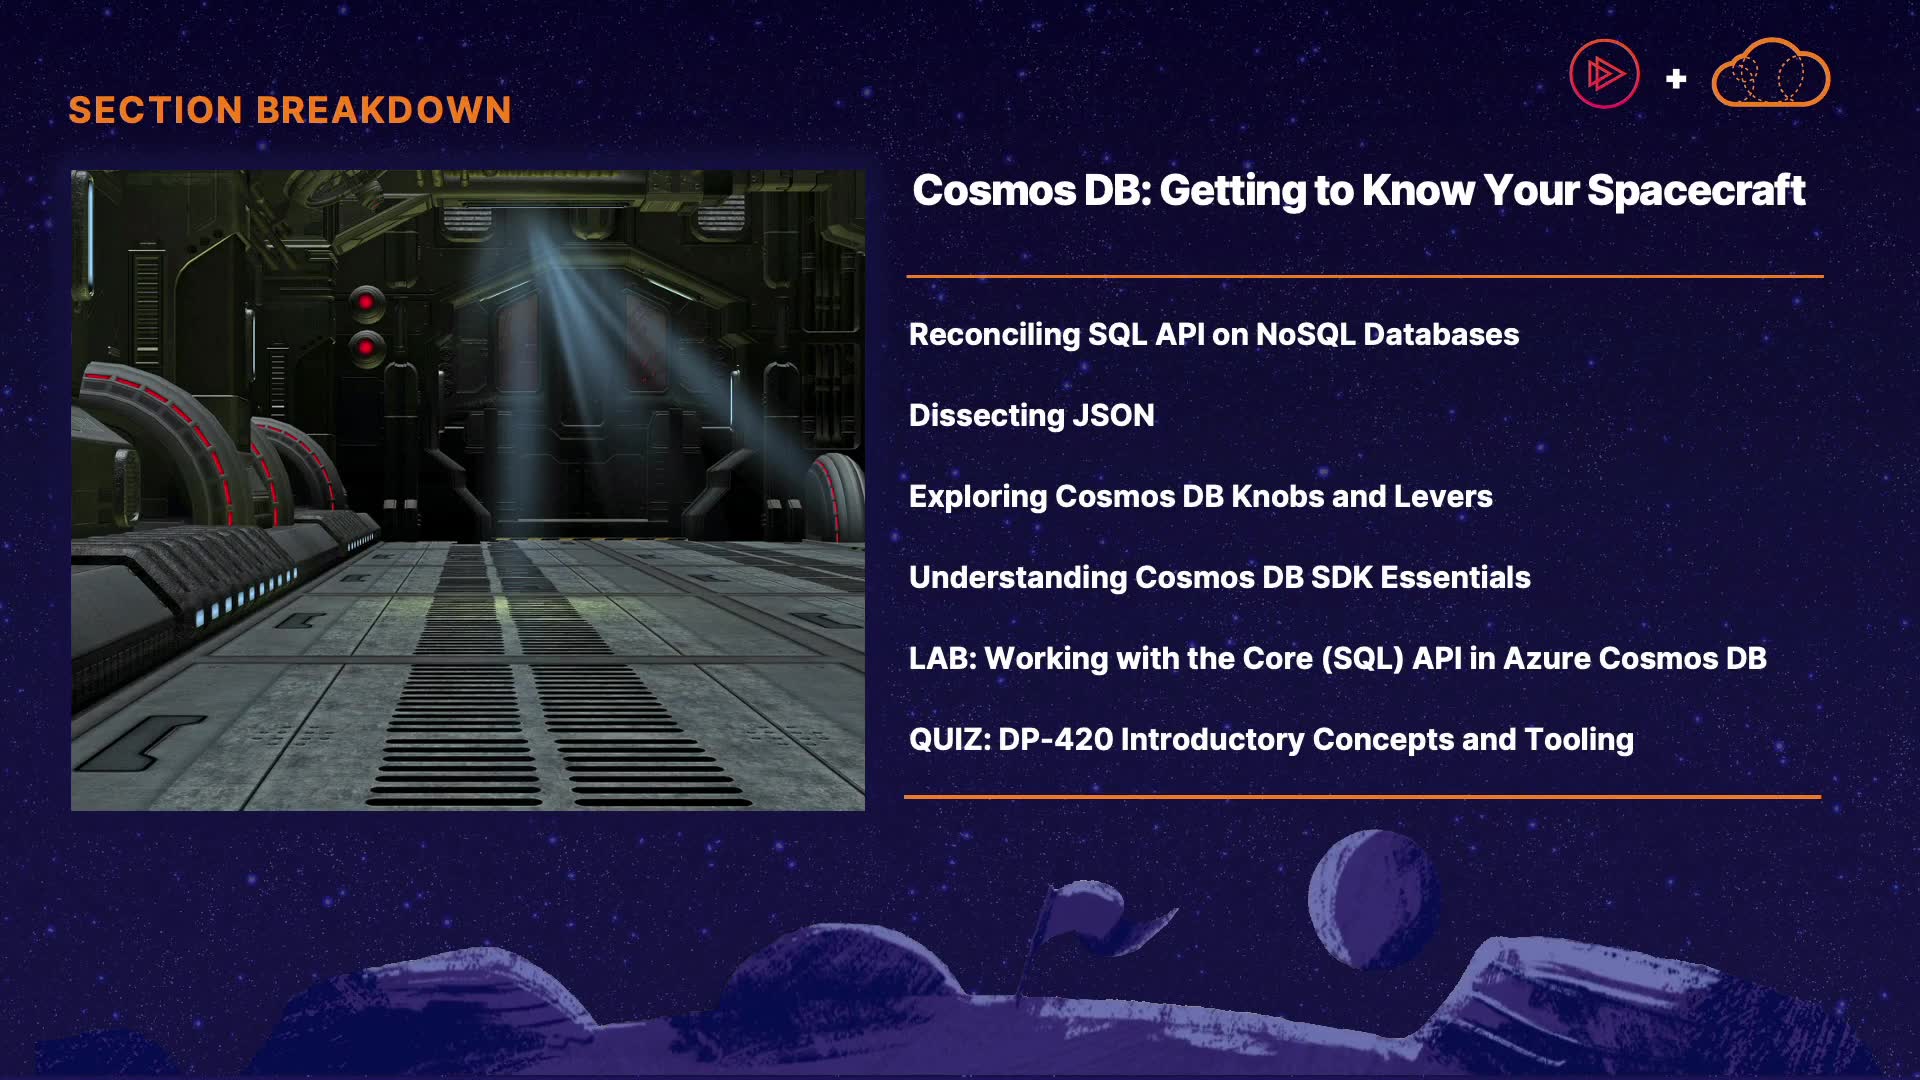 SECTION BREAKDOWN
Cosmos DB: Getting to Know Your Spacecraft
Reconciling SQL API on NoSQL Databases
Dissecting JSON
Exploring Cosmos DB Knobs and Levers
Understanding Cosmos DB SDK Essentials
LAB: Working with the Core (SQL) API in Azure Cosmos DB
QUIZ: DP-420 Introductory Concepts and Tooling